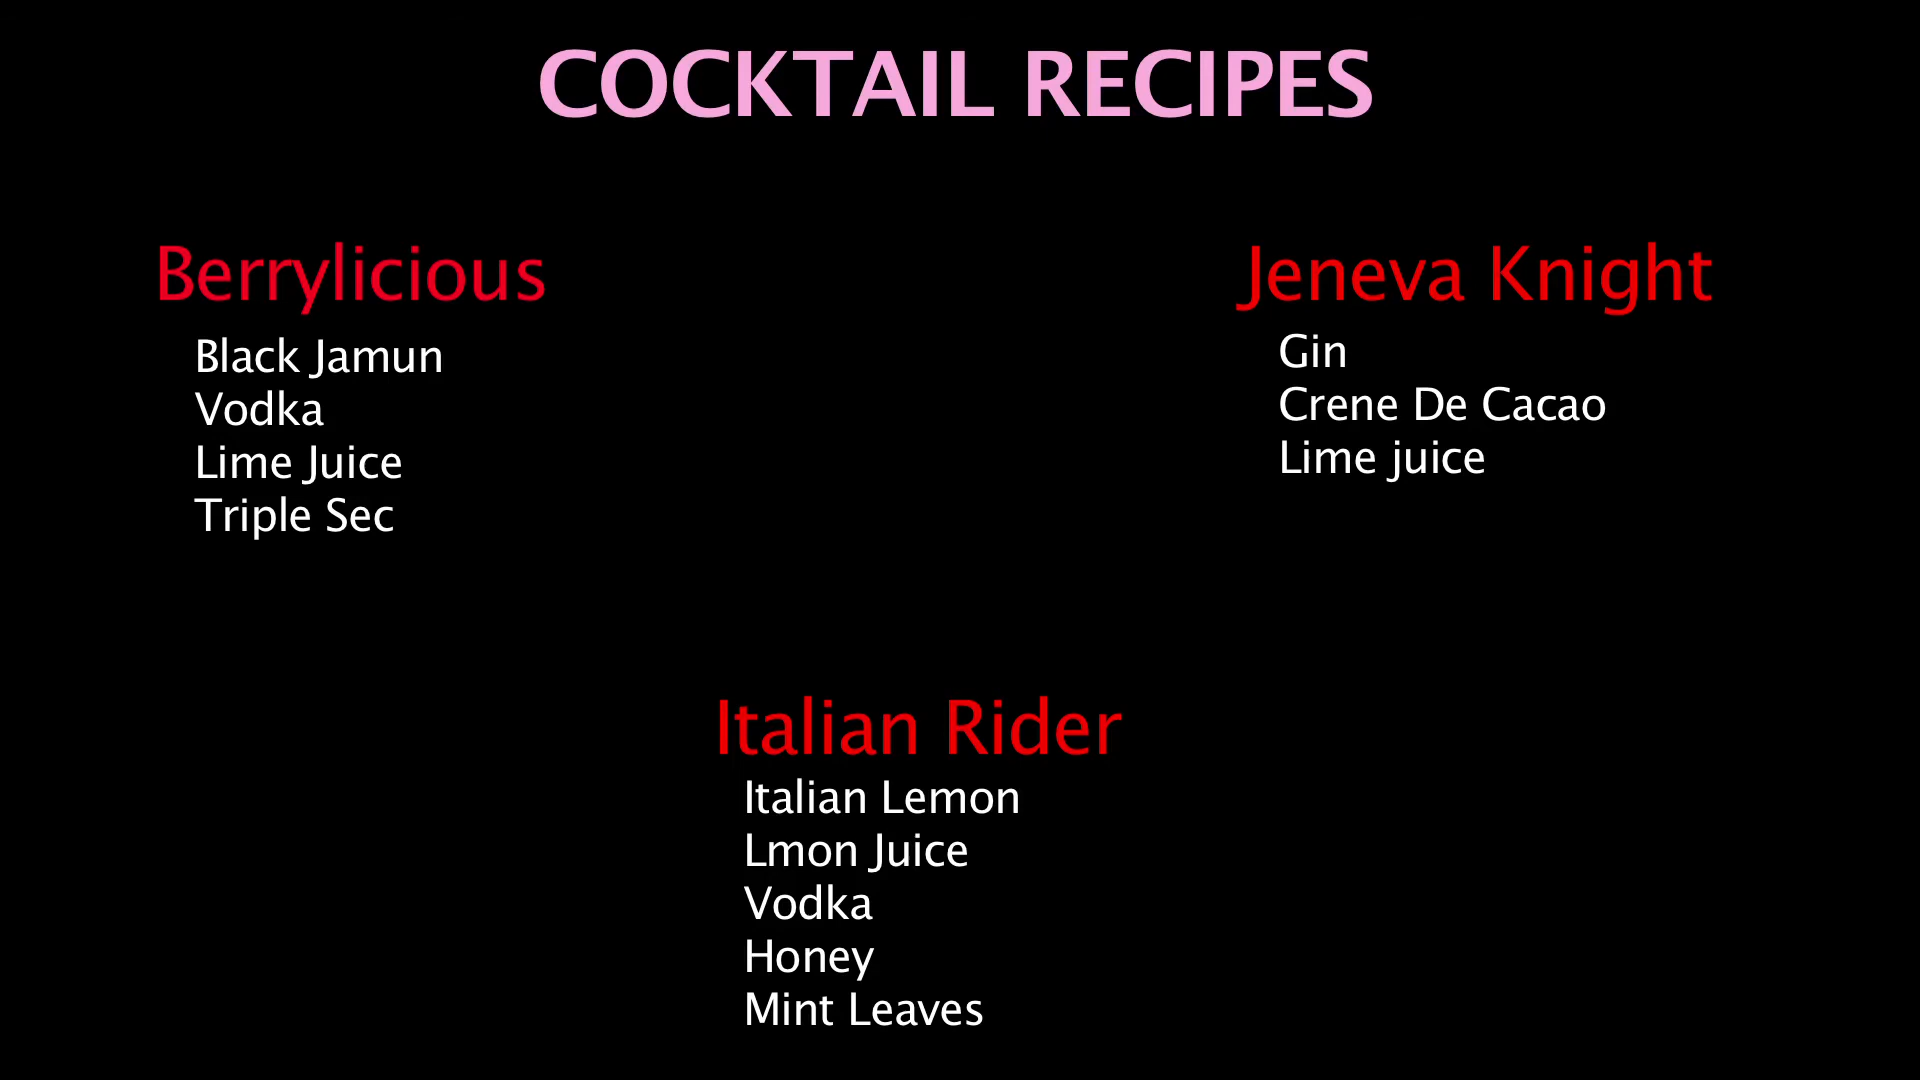 COCKTAIL RECIPES
Berrylicious
Black Jamun
Vodka
Lime Juice
Triple Sec
Jeneva Knight
Gin
Crene De Cacao
Lime juice
Italian Rider
Italian Lemon
Lmon Juice
Vodka
Honey
Mint Leaves